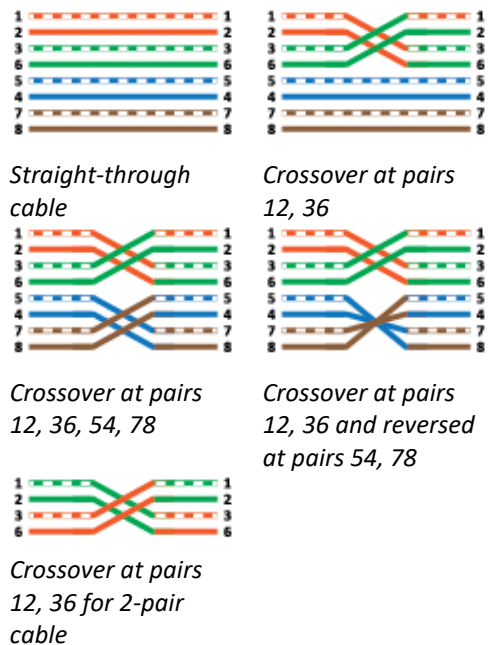 1 1 1 1
2 2 2 2
3 3 3 3
6 6 6 6
5 5 5 5
4 4 4 4
7 7 7 7
8 8 8 8
Straight-through
cable
Crossover at pairs
12, 36
1 1 1 1
2 2 2 2
3 3 3 3
6 6 6 6
5 5 5 5
4 4 4 4
7 7 7 7
8 8 8 8
Crossover at pairs
12, 36, 54, 78
Crossover at pairs
12, 36 and reversed
at pairs 54, 78
1 1
2 2
3 3
6 6
Crossover at pairs
12, 36 for 2-pair
cable